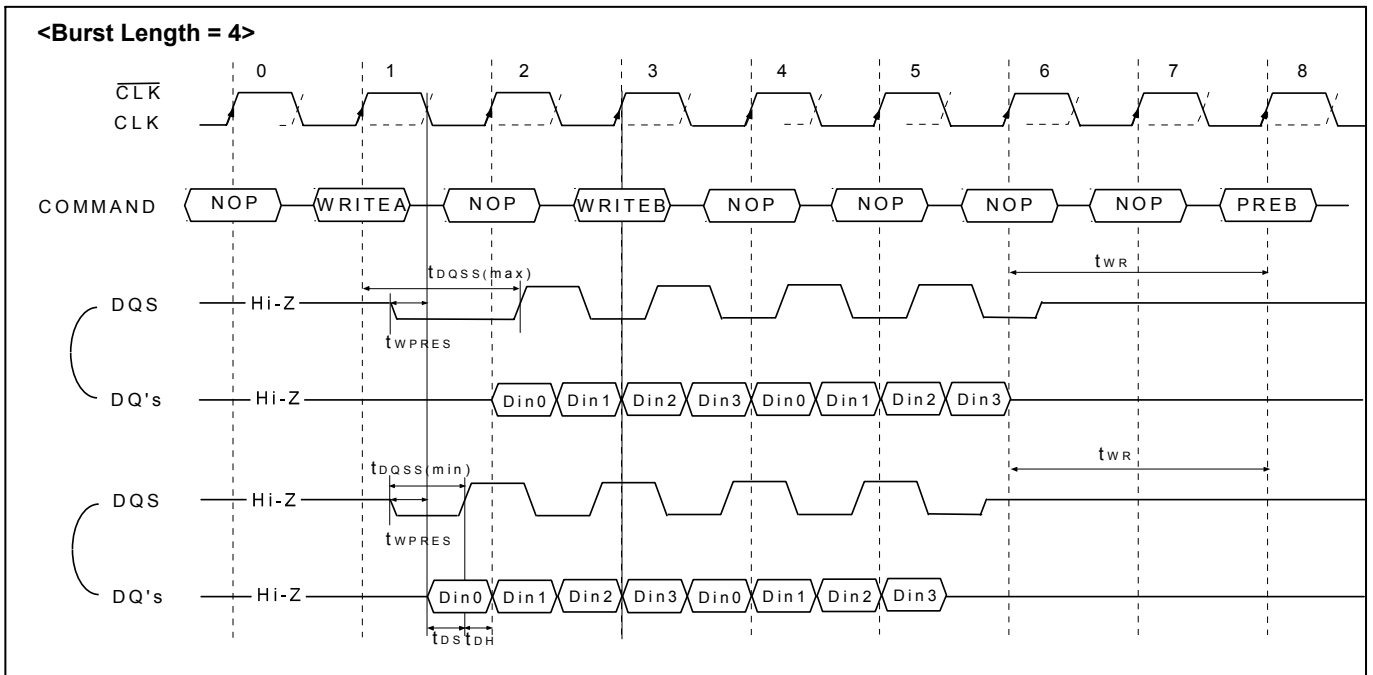 <Burst Length = 4>
0 1 2 3 4 5 6 7 8
CLK
CLK
COMMAND NOP WRITEA NOP WRITEB NOP NOP NOP NOP PREB
tWR
tDQSS(max)
DQS Hi-Z
tWPRES
DQ's Hi-Z Din0 Din1 Din2 Din3 Din0 Din1 Din2 Din3
tWR
tDQSS(min)
DQS Hi-Z
tWPRES
DQ's Hi-Z Din0 Din1 Din2 Din3 Din0 Din1 Din2 Din3
tDS tDH